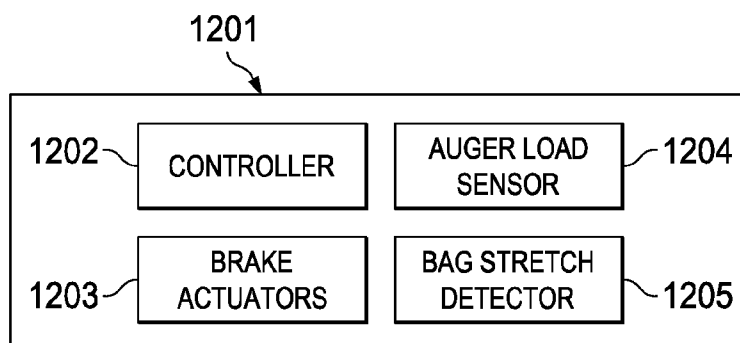 1201
1202
CONTROLLER
AUGER LOAD
SENSOR
1204
1203
BRAKE
ACTUATORS
BAG STRETCH
DETECTOR
1205